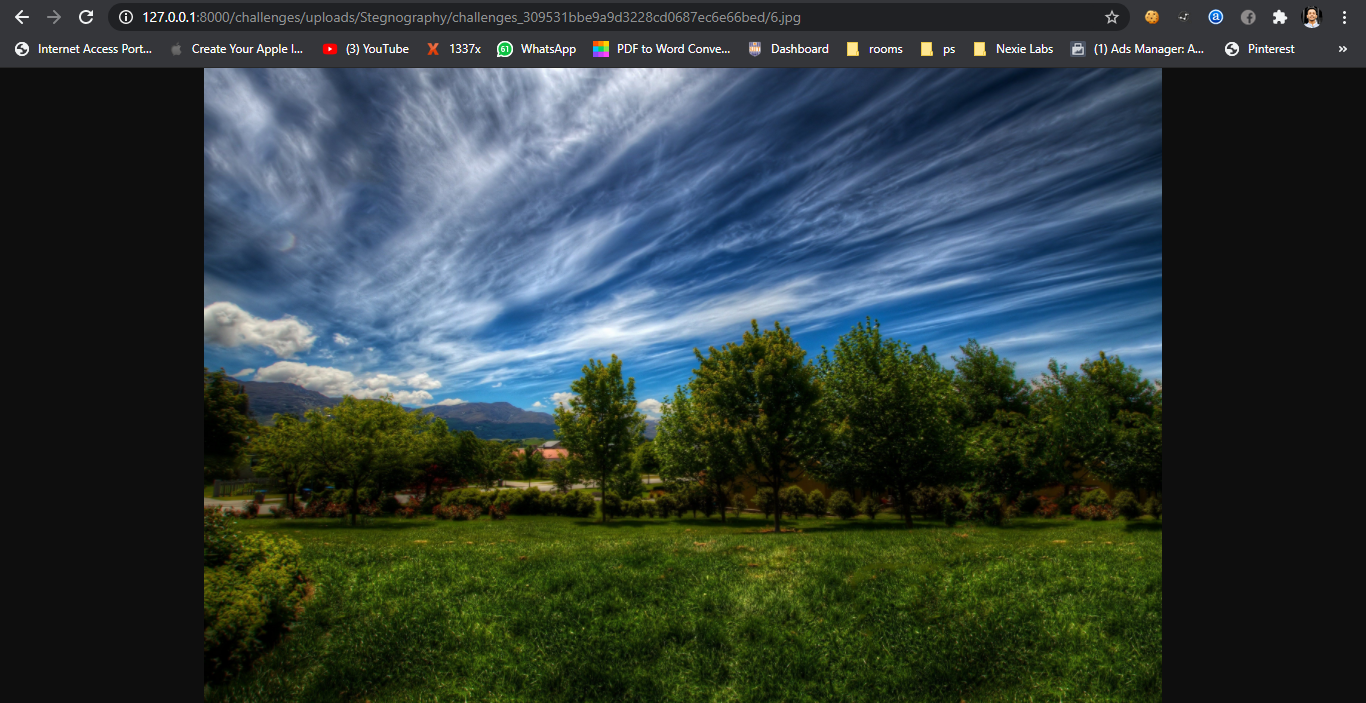 127.0.0.1:8000/challenges/uploads/Stegnography/challenges_309531bbe9a9d3228cd0687ec6e66bed/6.jpg
Internet Access Port... Create Your Apple I... (3) YouTube X 1337x 61 WhatsApp PDF to Word Conve... Dashboard rooms ps Nexie Labs (1) Ads Manager: A... Pinterest »